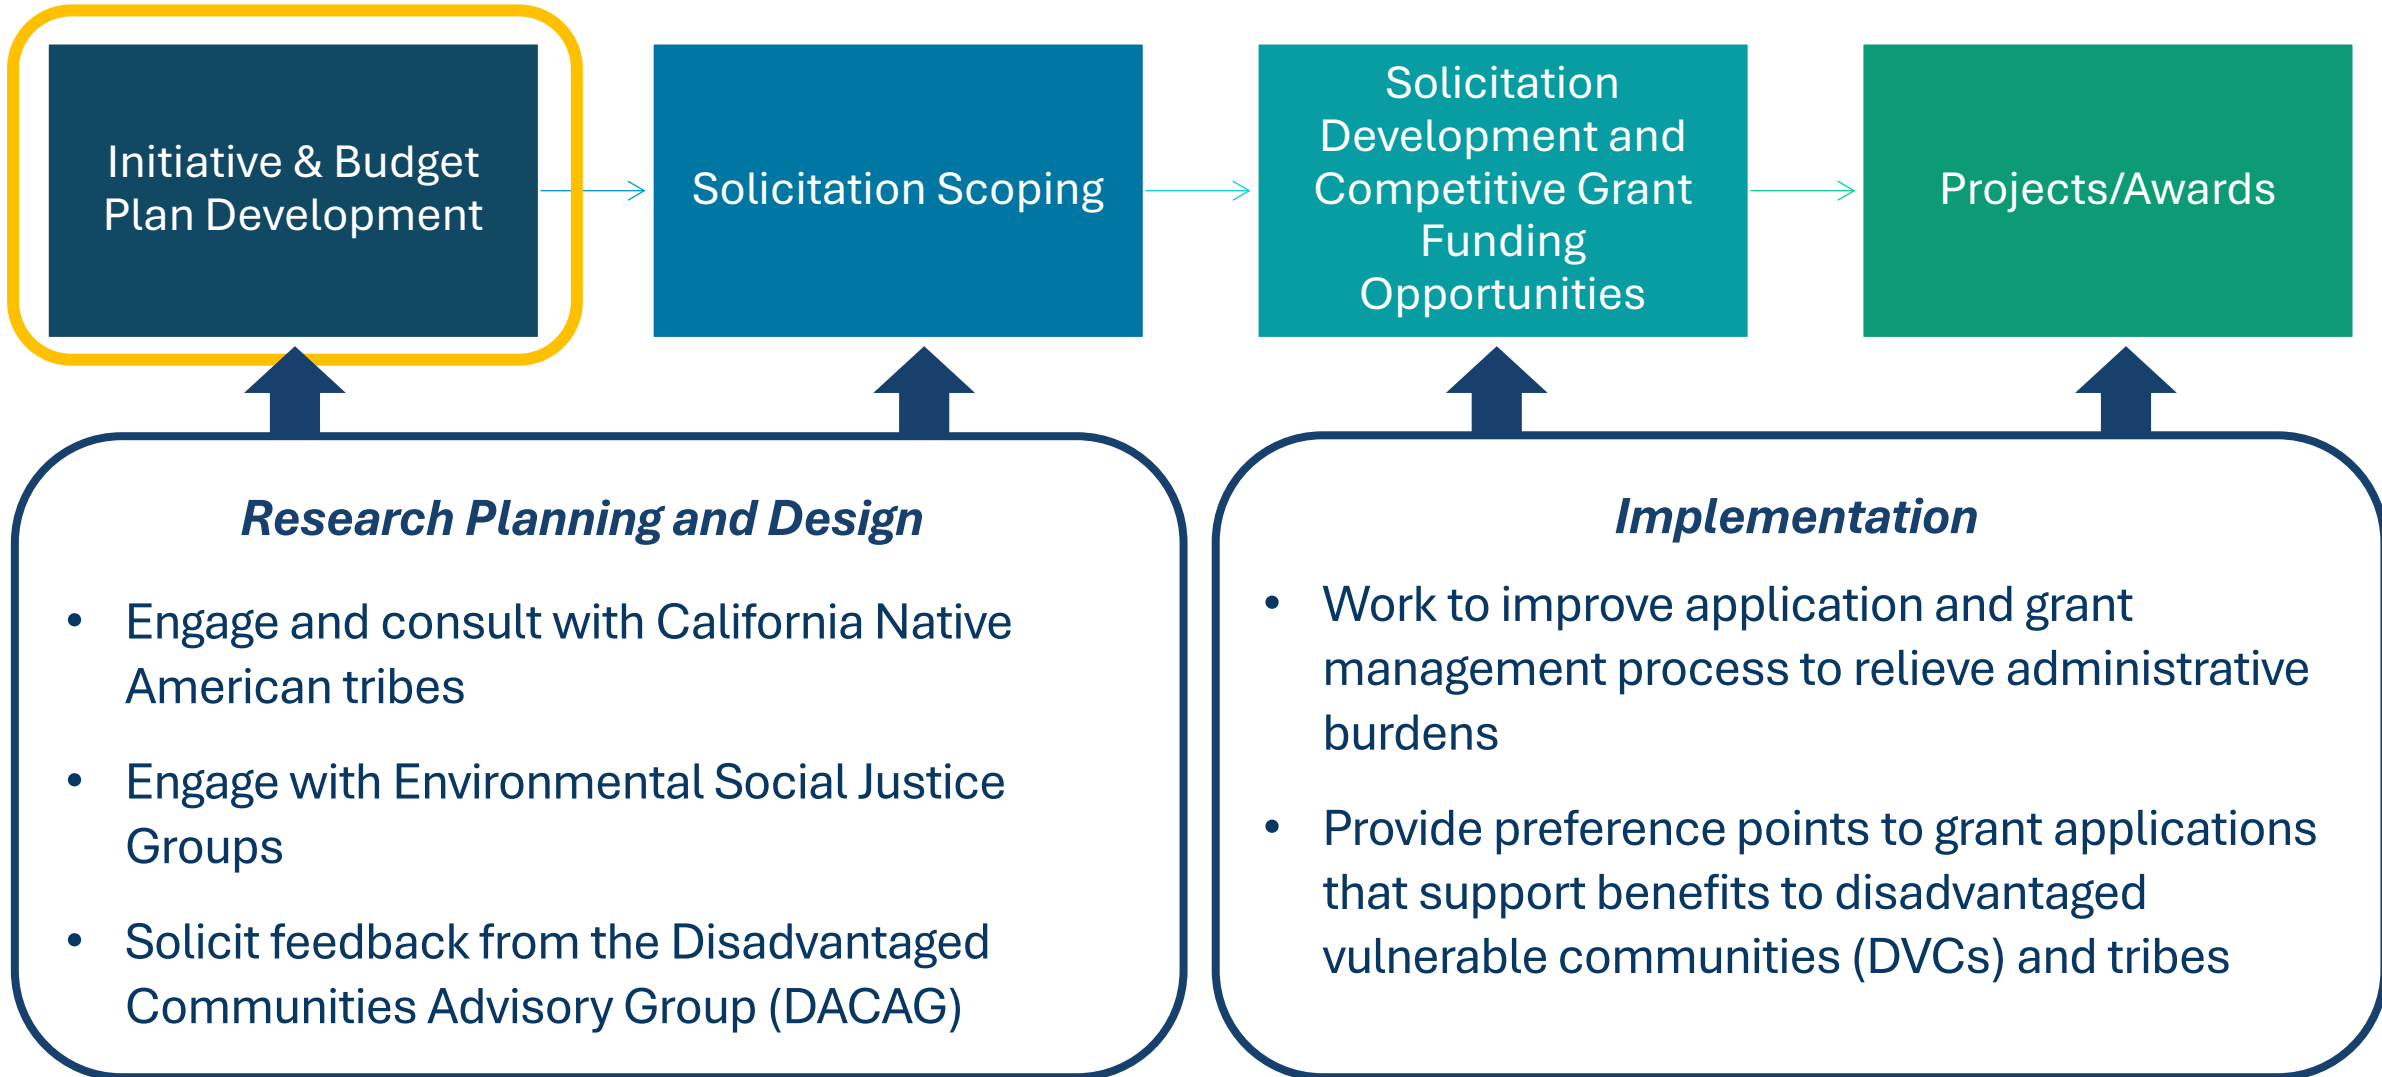 Initiative & Budget
Plan Development
Solicitation Scoping
Solicitation
Development and
Competitive Grant
Funding
Opportunities
Projects/Awards
Research Planning and Design
• Engage and consult with California Native
American tribes
• Engage with Environmental Social Justice
Groups
• Solicit feedback from the Disadvantaged
Communities Advisory Group (DACAG)
Implementation
• Work to improve application and grant
management process to relieve administrative
burdens
• Provide preference points to grant applications
that support benefits to disadvantaged
vulnerable communities (DVCs) and tribes